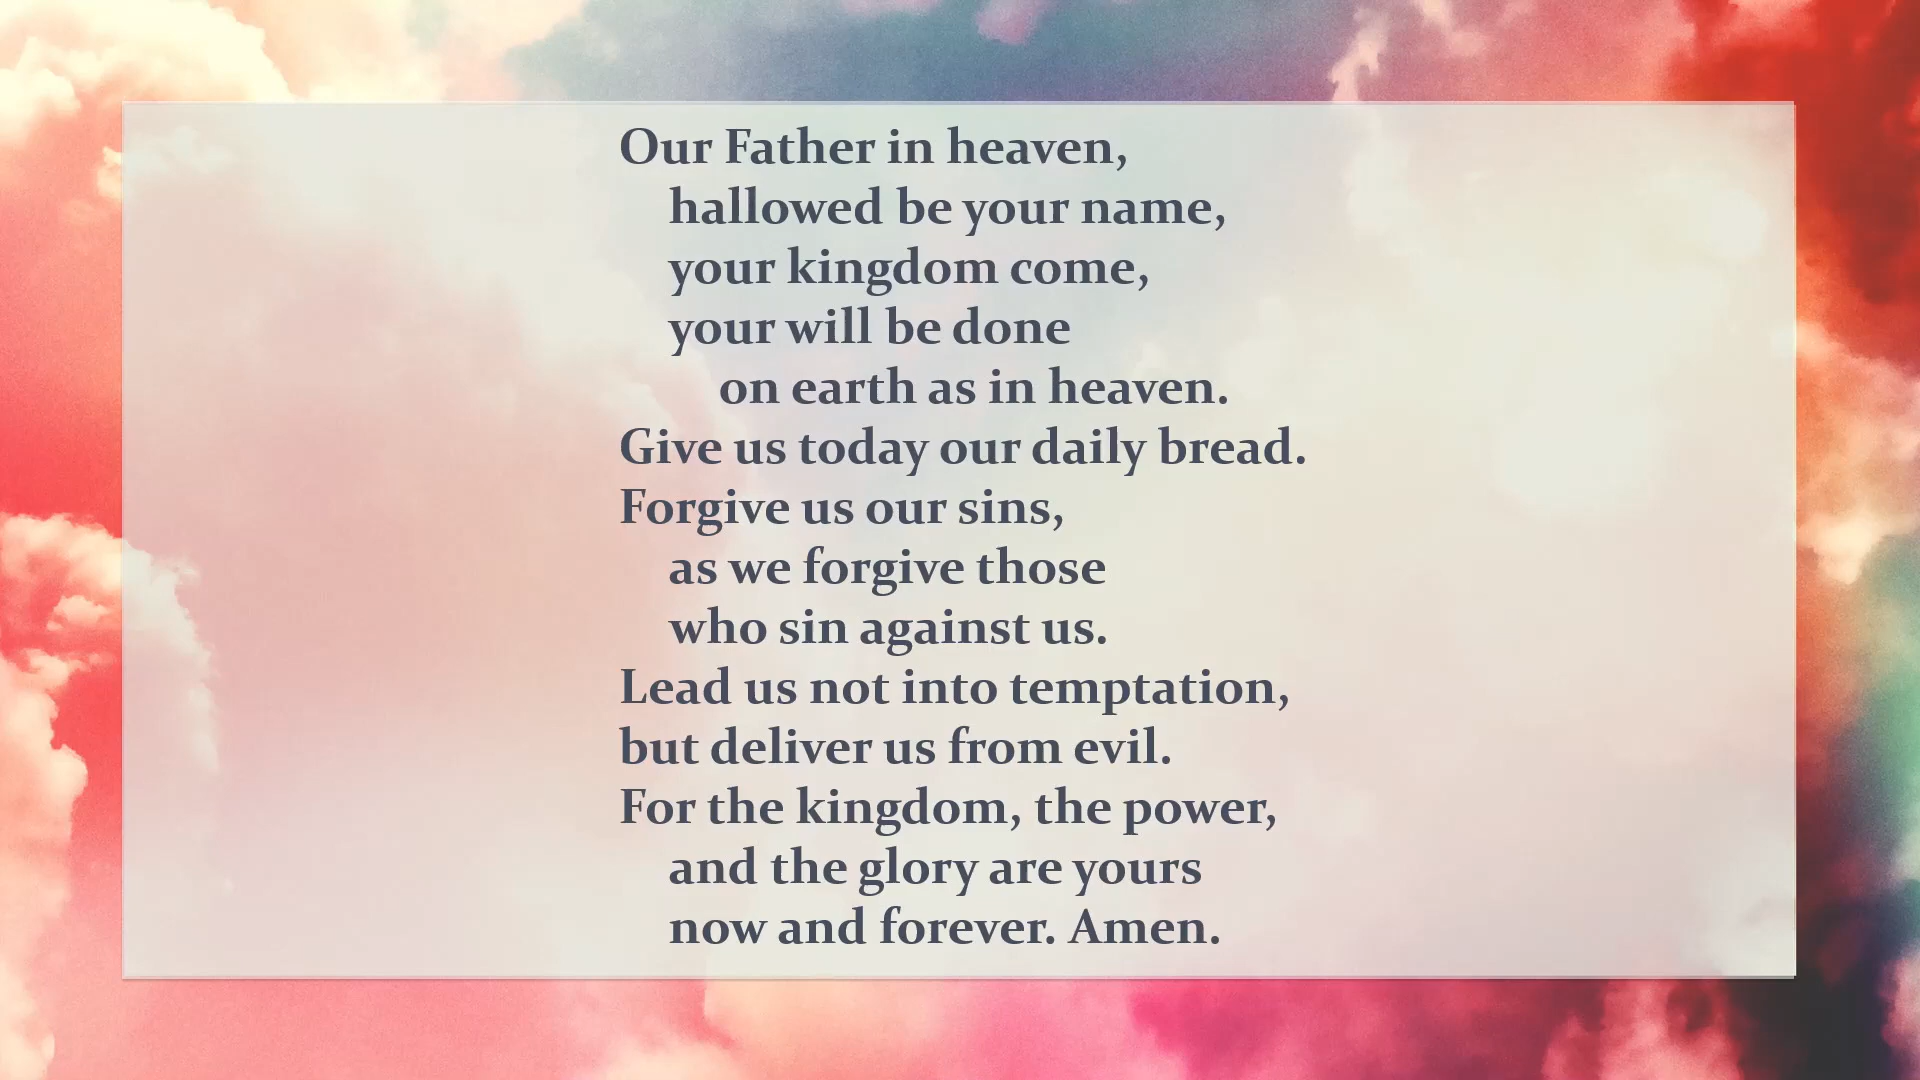 Our Father in heaven,
hallowed be your name,
your kingdom come,
your will be done
on earth as in heaven.
Give us today our daily bread.
Forgive us our sins,
as we forgive those
who sin against us.
Lead us not into temptation,
but deliver us from evil.
For the kingdom, the power,
and the glory are yours
now and forever. Amen.